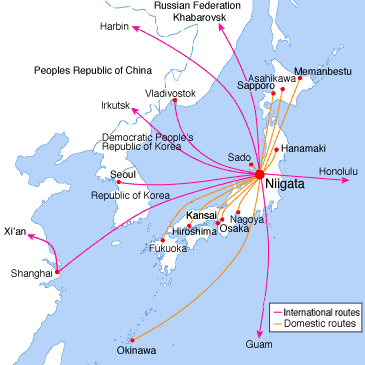 Russian Federation
Khabarovsk
Harbin
Peoples Republic of China
Memanbestu
Asahikawa
Sapporo
Vladivostok
Irkutsk
Democratic People's
Republic of Korea
Hanamaki
Sado
Seoul
Honolulu
Niigata
Republic of Korea
Kansai
Nagoya
Xi'an
Hiroshima
Osaka
Fukuoka
Shanghai
International routes
Domestic routes
Guam
Okinawa